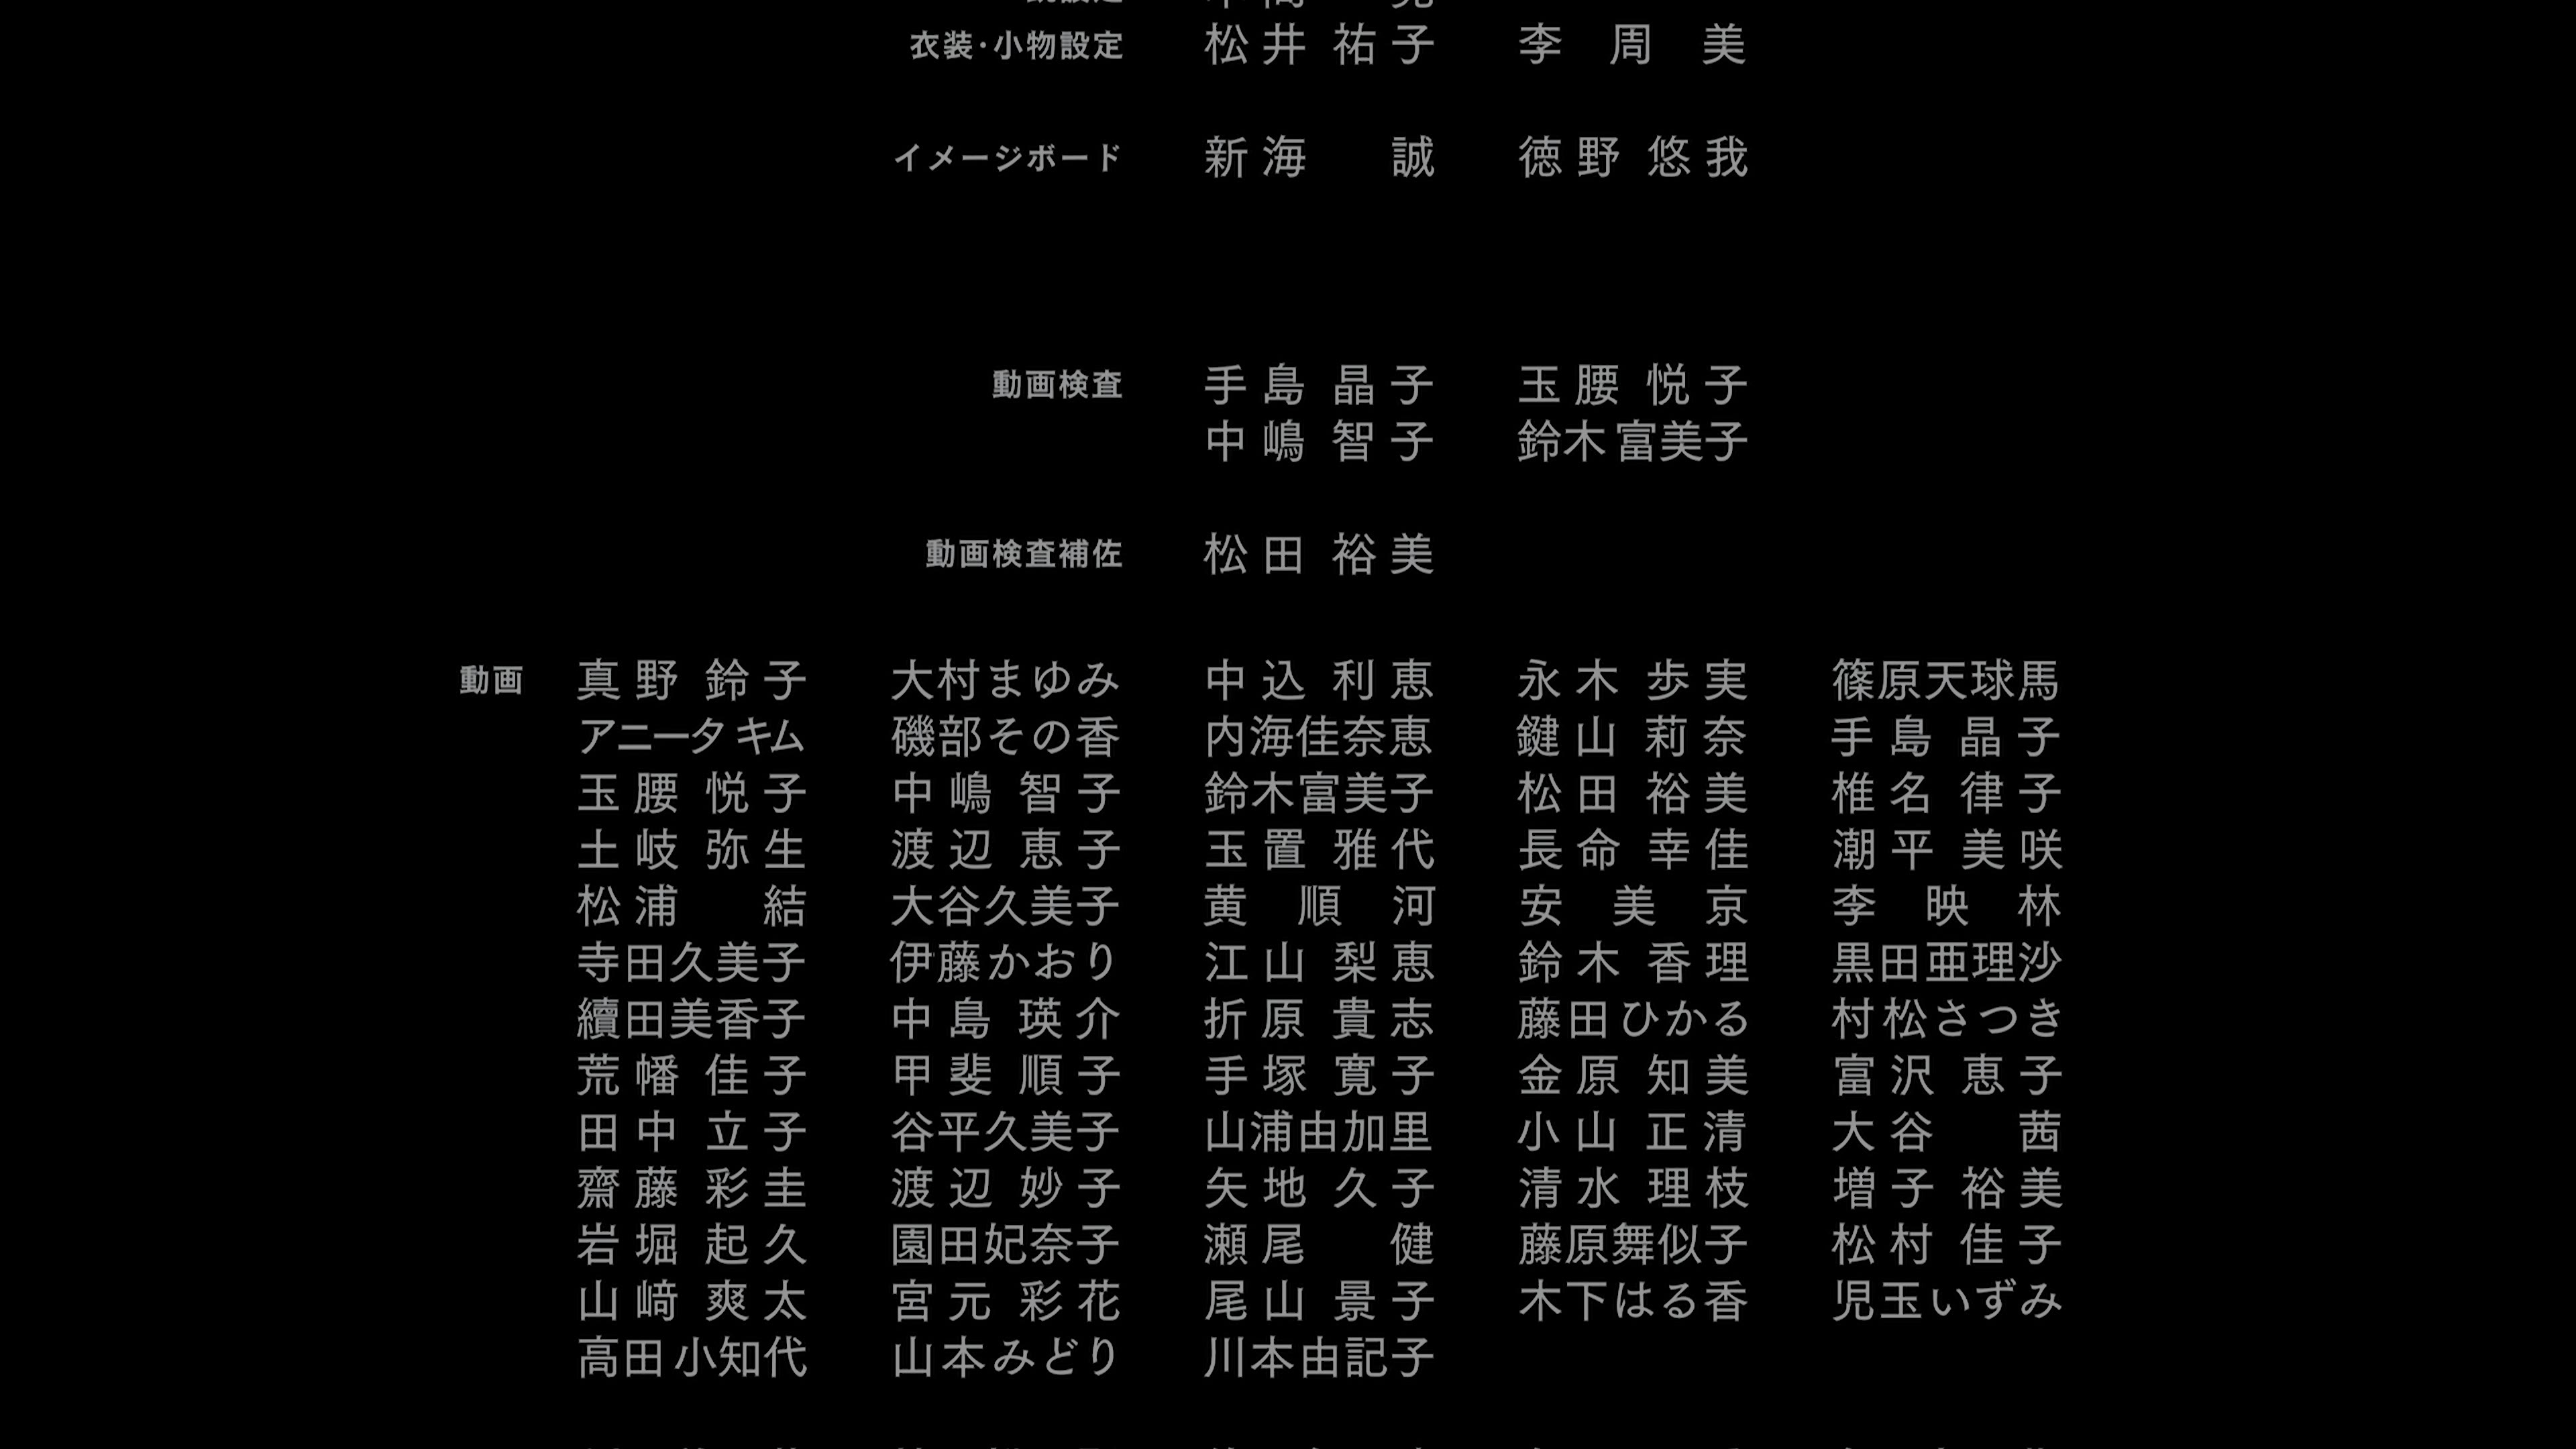 衣装・小物設定 松井 祐子 李 周 美
イメージボード 新海 誠 徳野 悠我
動画検査 手島 晶子 玉腰 悦子
中嶋 智子 鈴木富美子
動画検査補佐 松田 裕美
動画 真野 鈴子 大村まゆみ 中込 利恵 永木 歩実 篠原天球馬
アニータ キム 磯部その香 内海佳奈恵 鍵山 莉奈 手島 晶子
玉腰 悦子 中嶋 智子 鈴木富美子 松田 裕美 椎名 律子
土岐 弥生 渡辺 恵子 玉置 雅代 長命 幸佳 潮平 美咲
松浦 結 大谷久美子 黄 順 河 安 美 京 李 映 林
寺田久美子 伊藤かおり 江山 梨恵 鈴木 香理 黒田亜理沙
纘田美香子 中島 瑛介 折原 貴志 藤田ひかる 村松さつき
荒幡 佳子 甲斐 順子 手塚 寛子 金原 知美 富沢 恵子
田中 立子 谷平久美子 山浦由加里 小山 正清 大谷 茜
齋藤 彩圭 渡辺 妙子 矢地 久子 清水 理枝 増子 裕美
岩堀 起久 園田妃奈子 瀬尾 健 藤原舞似子 松村 佳子
山﨑 爽太 宮元 彩花 尾山 景子 木下はる香 児玉いずみ
高田 小知代 山本みどり 川本由記子